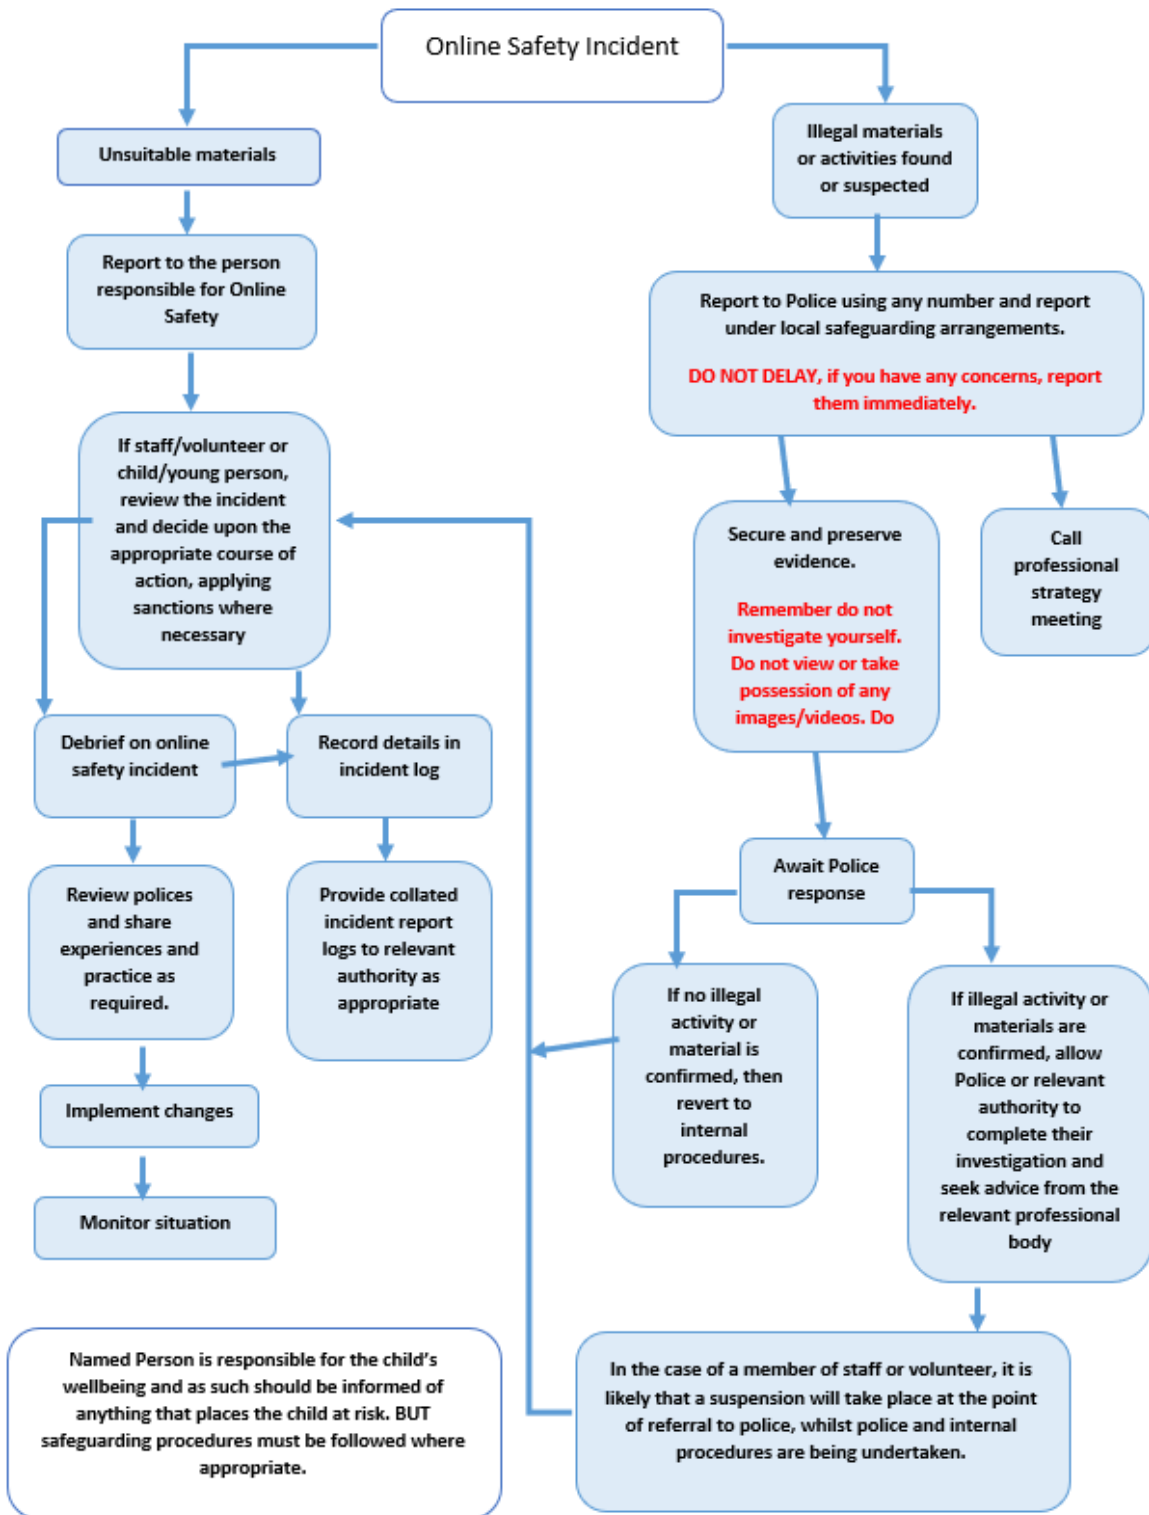 Online Safety Incident
Unsuitable materials
Report to the person
responsible for Online
Safety
If staff/volunteer or
child/young person,
review the incident
and decide upon the
appropriate course of
action, applying
sanctions where
necessary
Debrief on online
safety incident
Record details in
incident log
Review polices
and share
experiences and
practice as
required.
Provide collated
incident report
logs to relevant
authority as
appropriate
Implement changes
Monitor situation
Illegal materials
or activities found
or suspected
Report to Police using any number and report
under local safeguarding arrangements.
DO NOT DELAY, if you have any concerns, report
them immediately.
Secure and preserve
evidence.
Remember do not
investigate yourself.
Do not view or take
possession of any
images/videos. Do
Call
professional
strategy
meeting
Await Police
response
If no illegal
activity or
material is
confirmed, then
revert to
internal
procedures.
If illegal activity or
materials are
confirmed, allow
Police or relevant
authority to
complete their
investigation and
seek advice from the
relevant professional
body
In the case of a member of staff or volunteer, it is
likely that a suspension will take place at the point
of referral to police, whilst police and internal
procedures are being undertaken.
Named Person is responsible for the child's
wellbeing and as such should be informed of
anything that places the child at risk. BUT
safeguarding procedures must be followed where
appropriate.